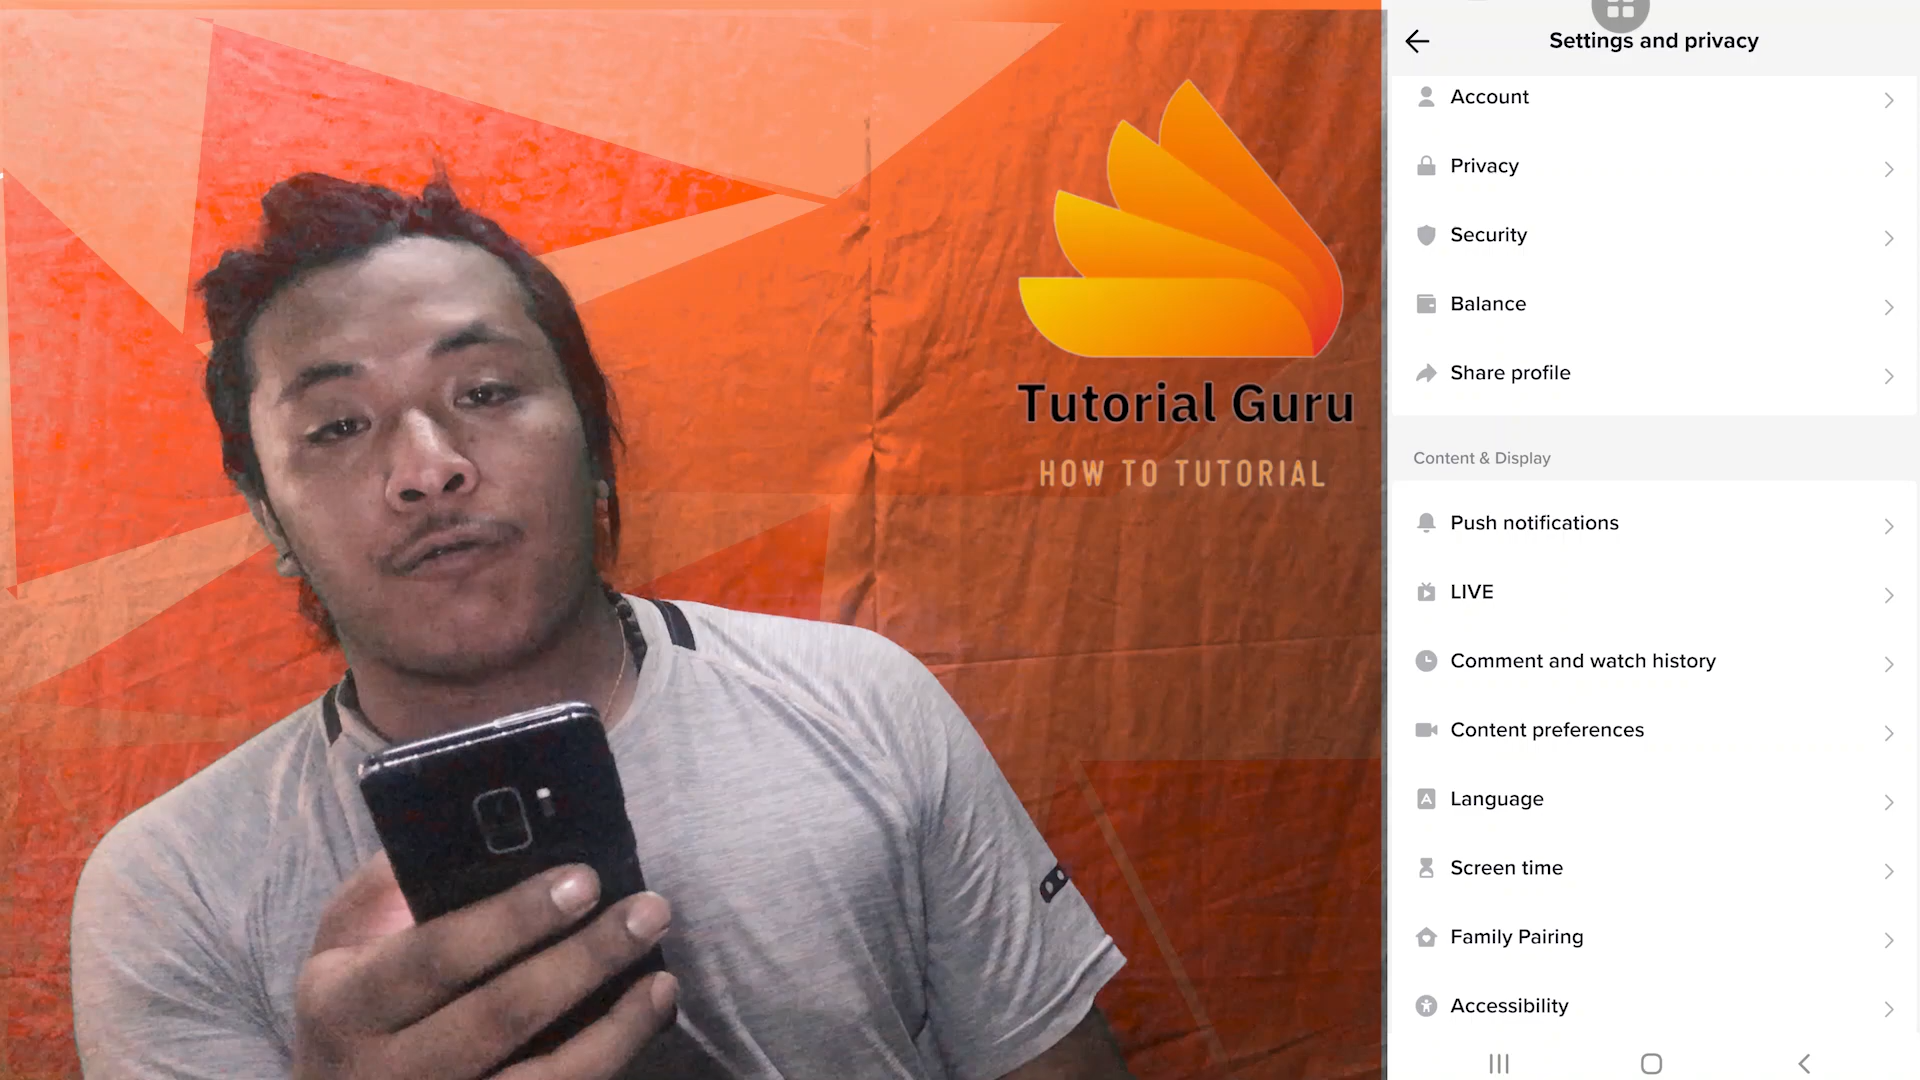 Tutorial Guru
HOW TO TUTORIAL
Settings and privacy
Account
Privacy
Security
Balance
Share profile
Content & Display
Push notifications
LIVE
Comment and watch history
Content preferences
Language
Screen time
Family Pairing
Accessibility